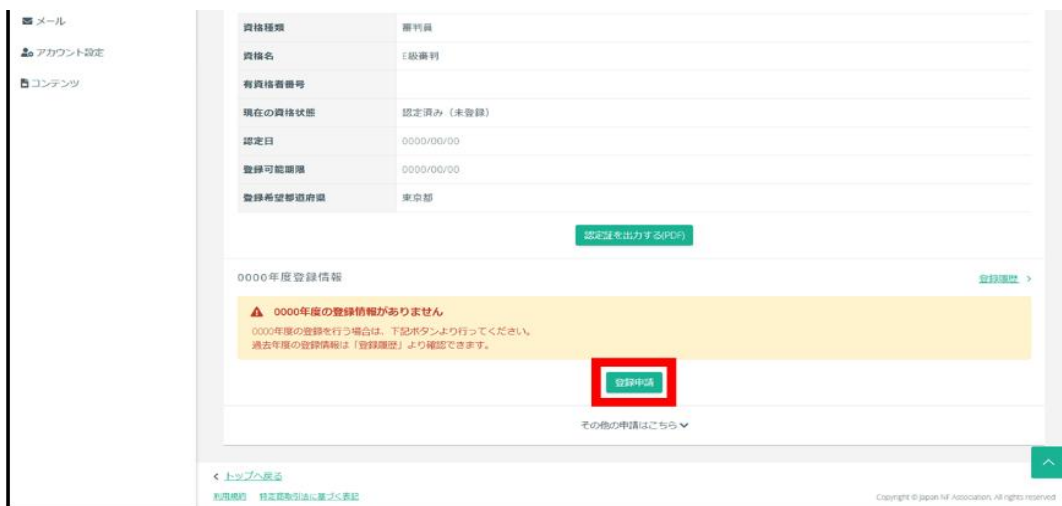 メール
アカウント設定
コンテンツ
資格種類 審判員
資格名 E級審判
有資格者番号
現在の資格状態 認定済み（未登録）
認定日 0000/00/00
登録可能期限 0000/00/00
登録希望都道府県 東京都
認定証を出力する(PDF)
0000年度登録情報 登録履歴 >
0000年度の登録情報がありません
0000年度の登録を行う場合は、下記ボタンより行ってください。
過去年度の登録情報は「登録履歴」より確認できます。
登録申請
その他の申請はこちら
トップへ戻る
利用規約 特定商取引法に基づく表記
Copyright © Japan NF Association. All rights reserved